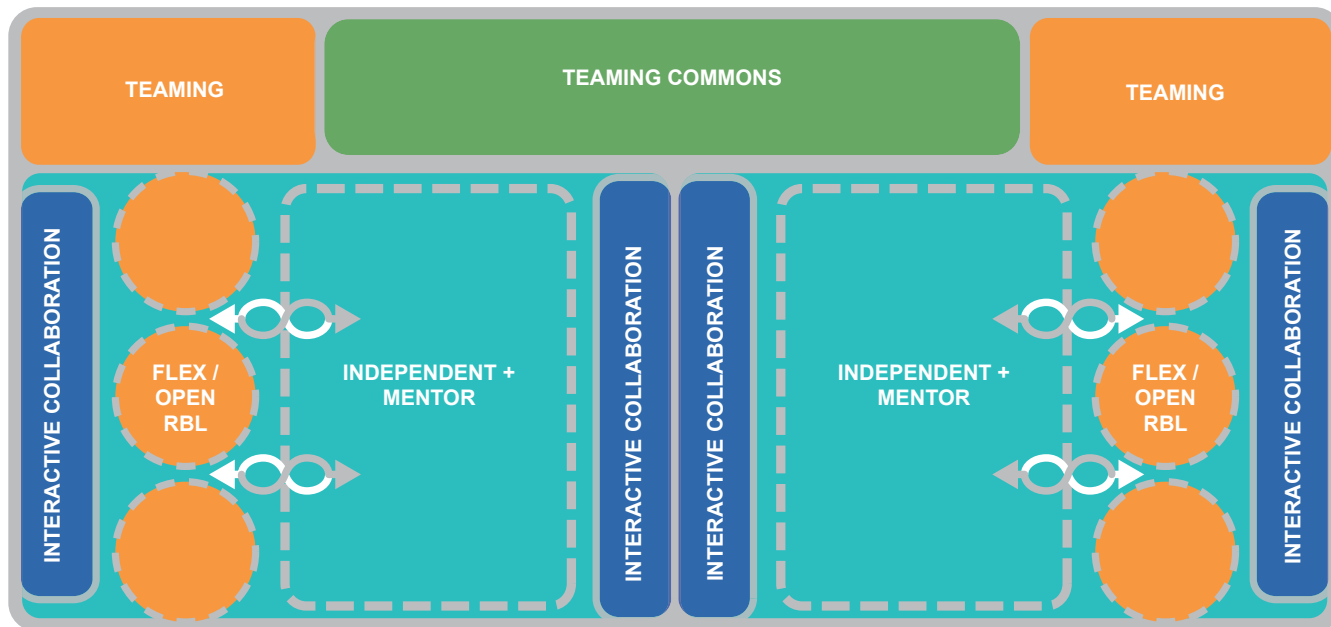 TEAMING
TEAMING COMMONS
TEAMING
INTERACTIVE COLLABORATION
FLEX /
OPEN
RBL
INDEPENDENT +
MENTOR
INTERACTIVE COLLABORATION
INTERACTIVE COLLABORATION
INDEPENDENT +
MENTOR
FLEX /
OPEN
RBL
INTERACTIVE COLLABORATION